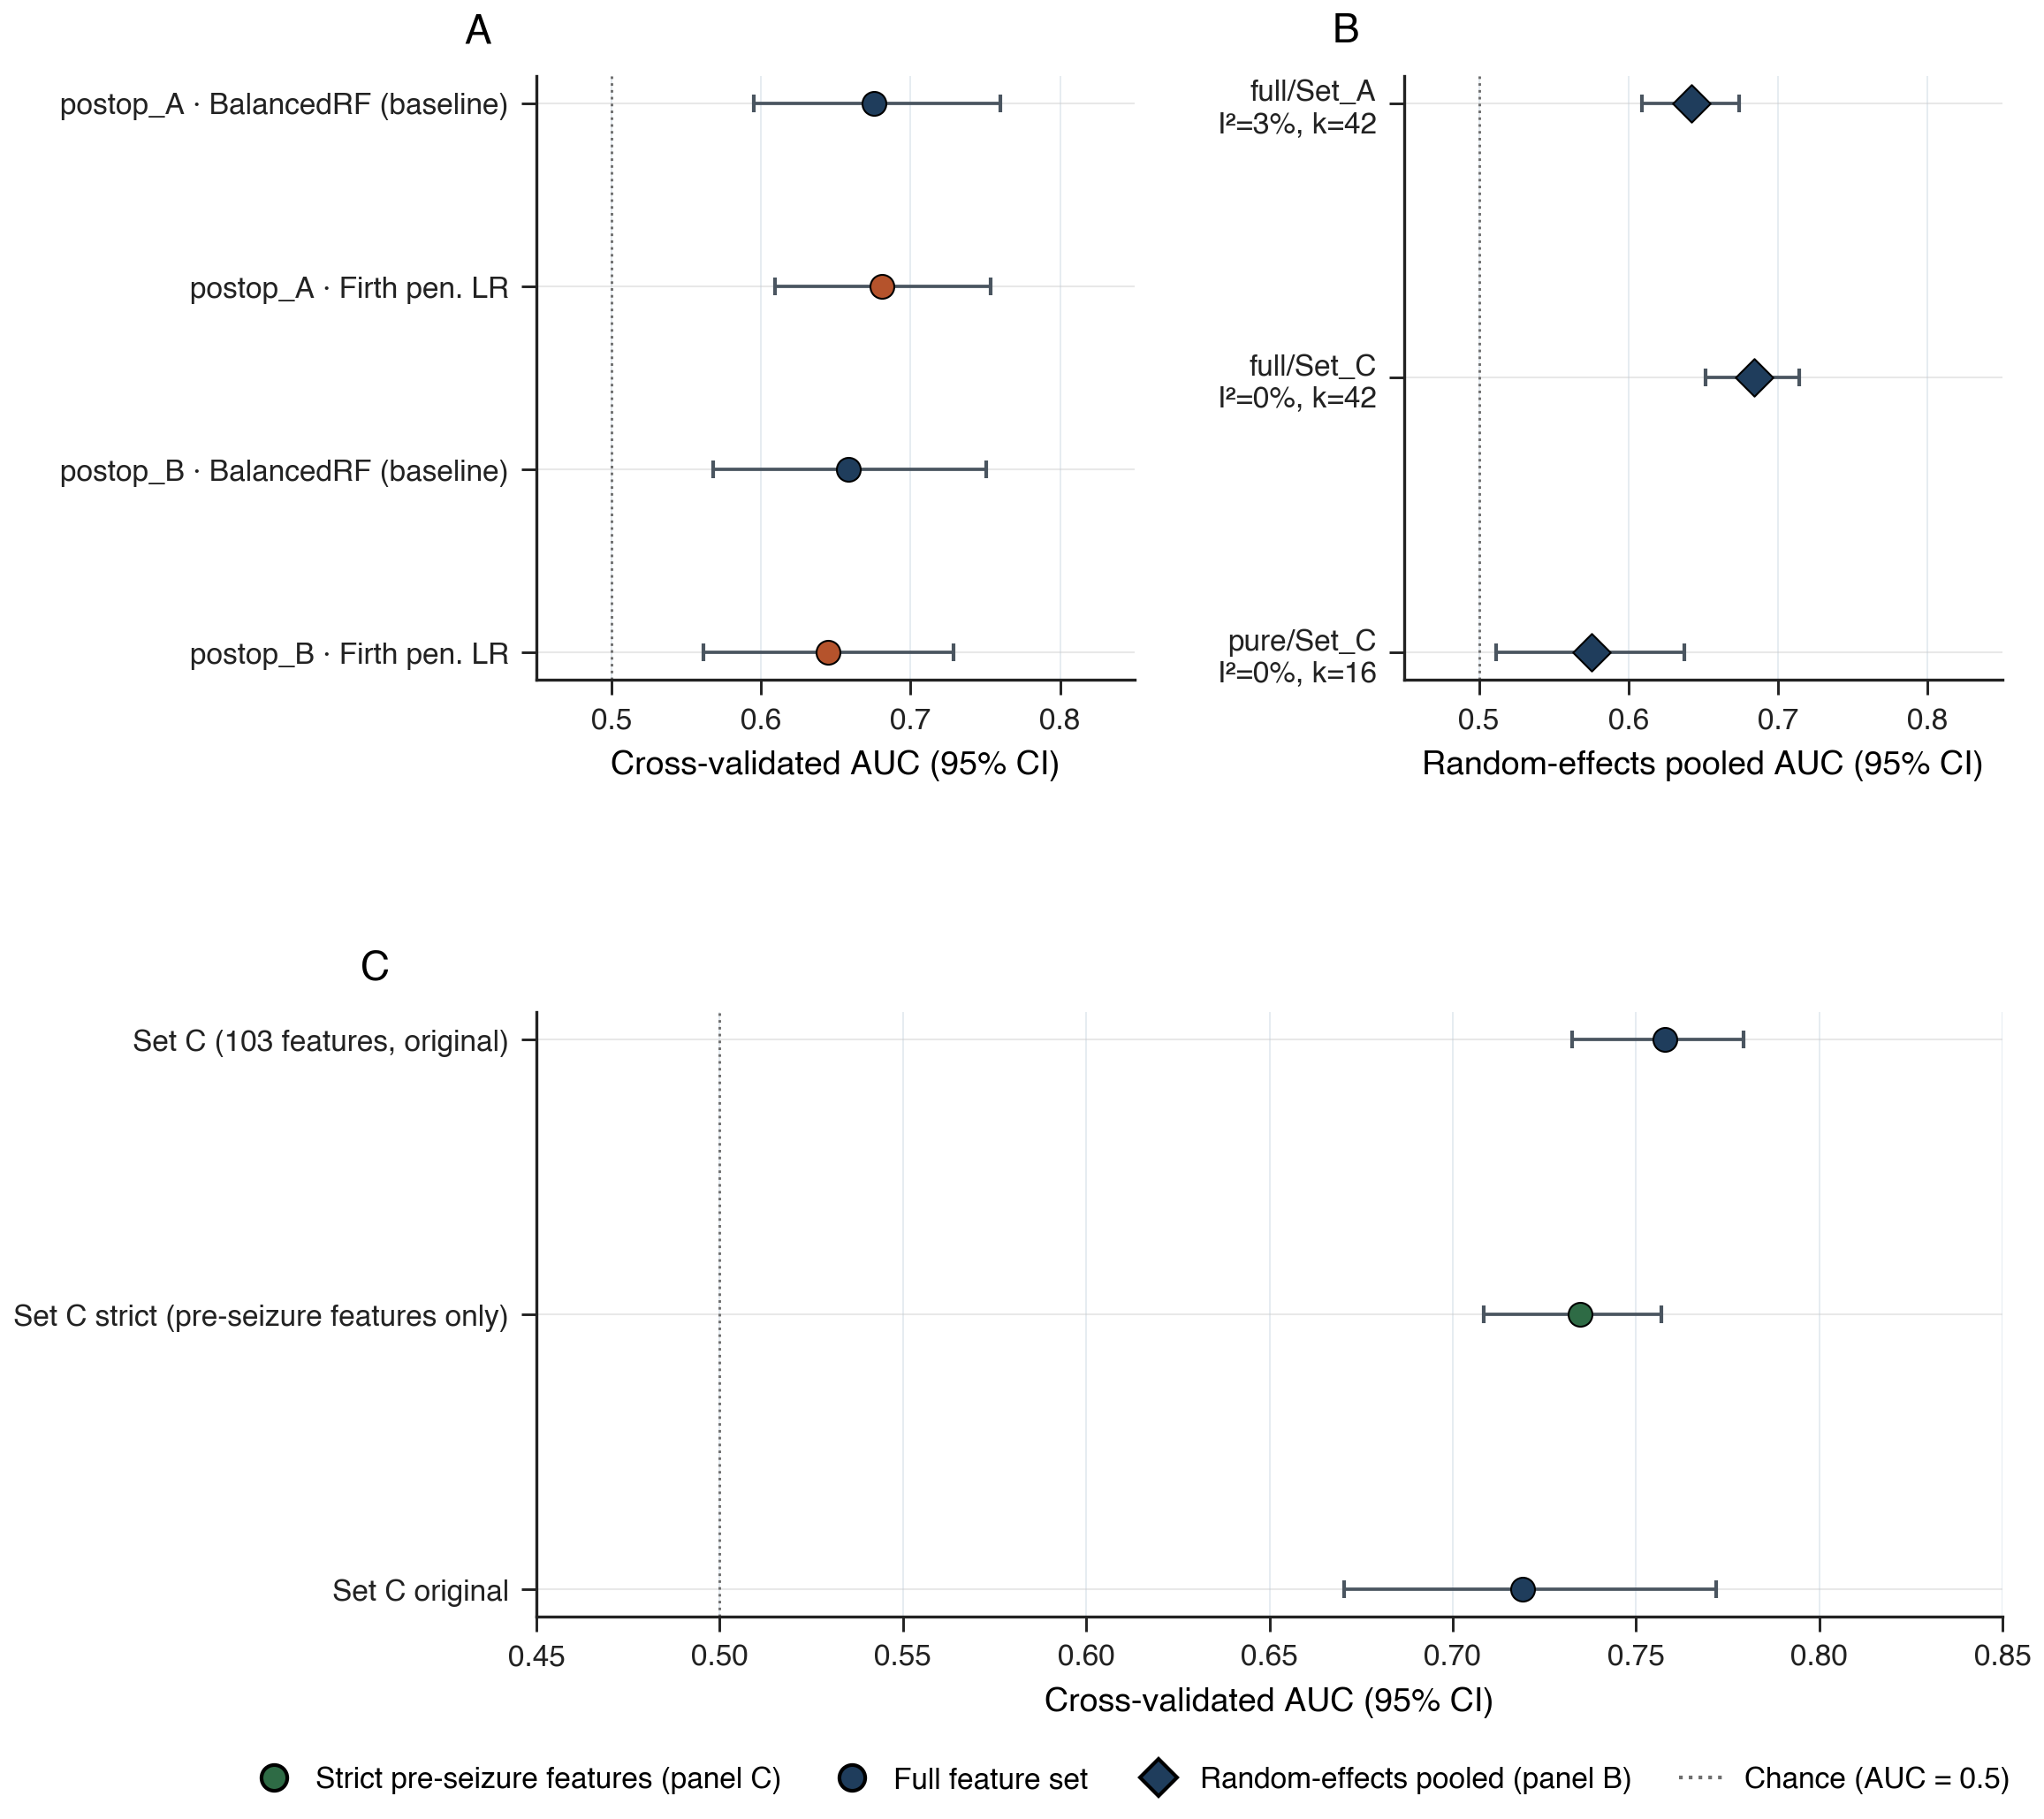 A
postop_A · BalancedRF (baseline)
postop_A · Firth pen. LR
postop_B · BalancedRF (baseline)
postop_B · Firth pen. LR
0.5 0.6 0.7 0.8
Cross-validated AUC (95% CI)
B
full/Set_A
I²=3%, k=42
full/Set_C
I²=0%, k=42
pure/Set_C
I²=0%, k=16
0.5 0.6 0.7 0.8
Random-effects pooled AUC (95% CI)
C
Set C (103 features, original)
Set C strict (pre-seizure features only)
Set C original
0.45 0.50 0.55 0.60 0.65 0.70 0.75 0.80 0.85
Cross-validated AUC (95% CI)
Strict pre-seizure features (panel C) Full feature set Random-effects pooled (panel B) Chance (AUC = 0.5)